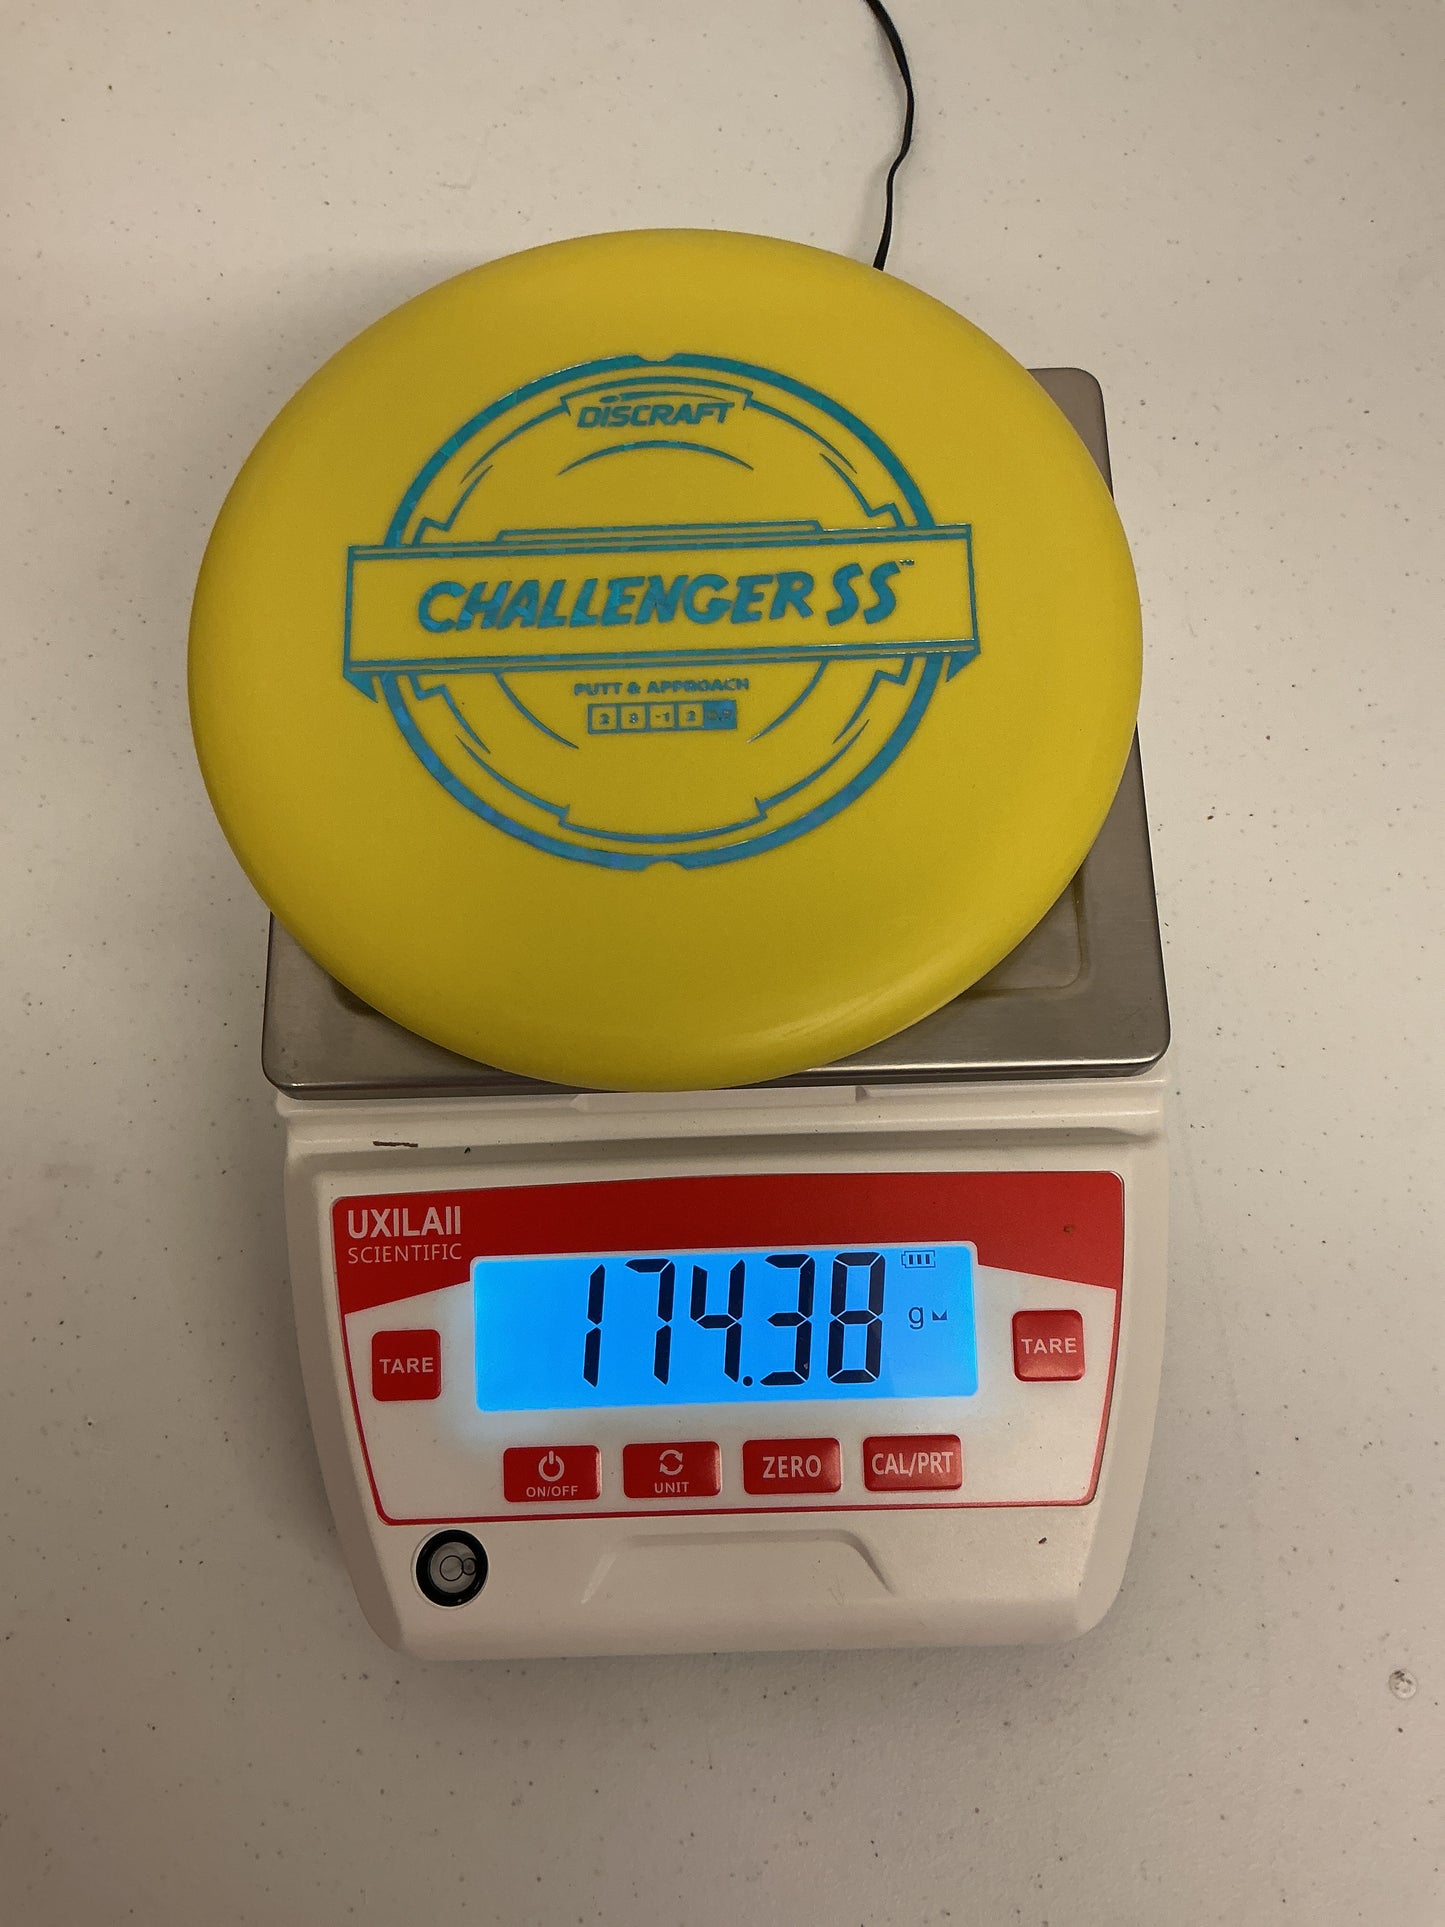 DISCRAFT
CHALLENGER SS™
PUTT & APPROACH
2 3 -1 2
UXILAII
SCIENTIFIC
174.38 g
TARE
TARE
ON/OFF
UNIT
ZERO
CAL/PRT